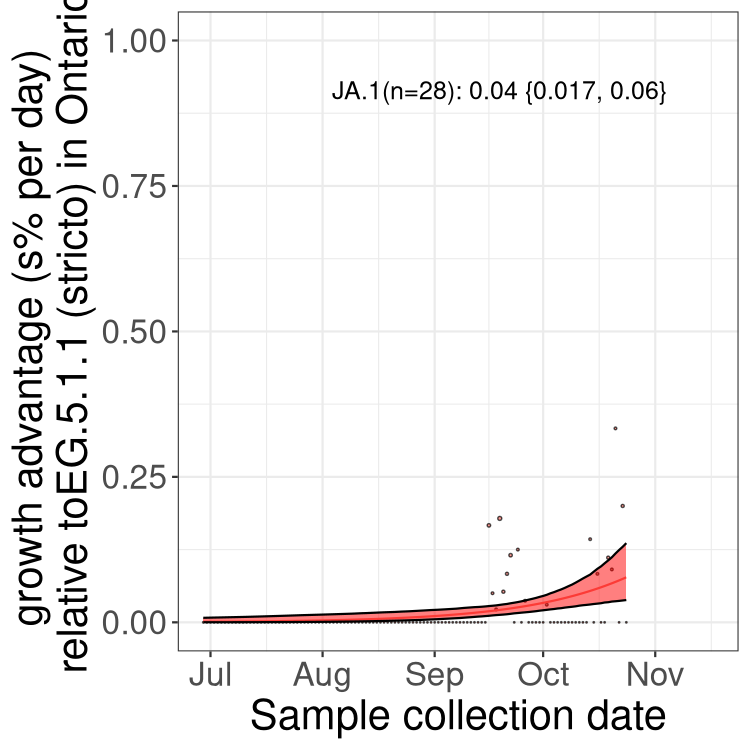 growth advantage (s% per day)
relative toEG.5.1.1 (stricto) in Ontario
1.00
0.75
0.50
0.25
0.00
JA.1(n=28): 0.04 {0.017, 0.06}
Jul
Aug
Sep
Oct
Nov
Sample collection date